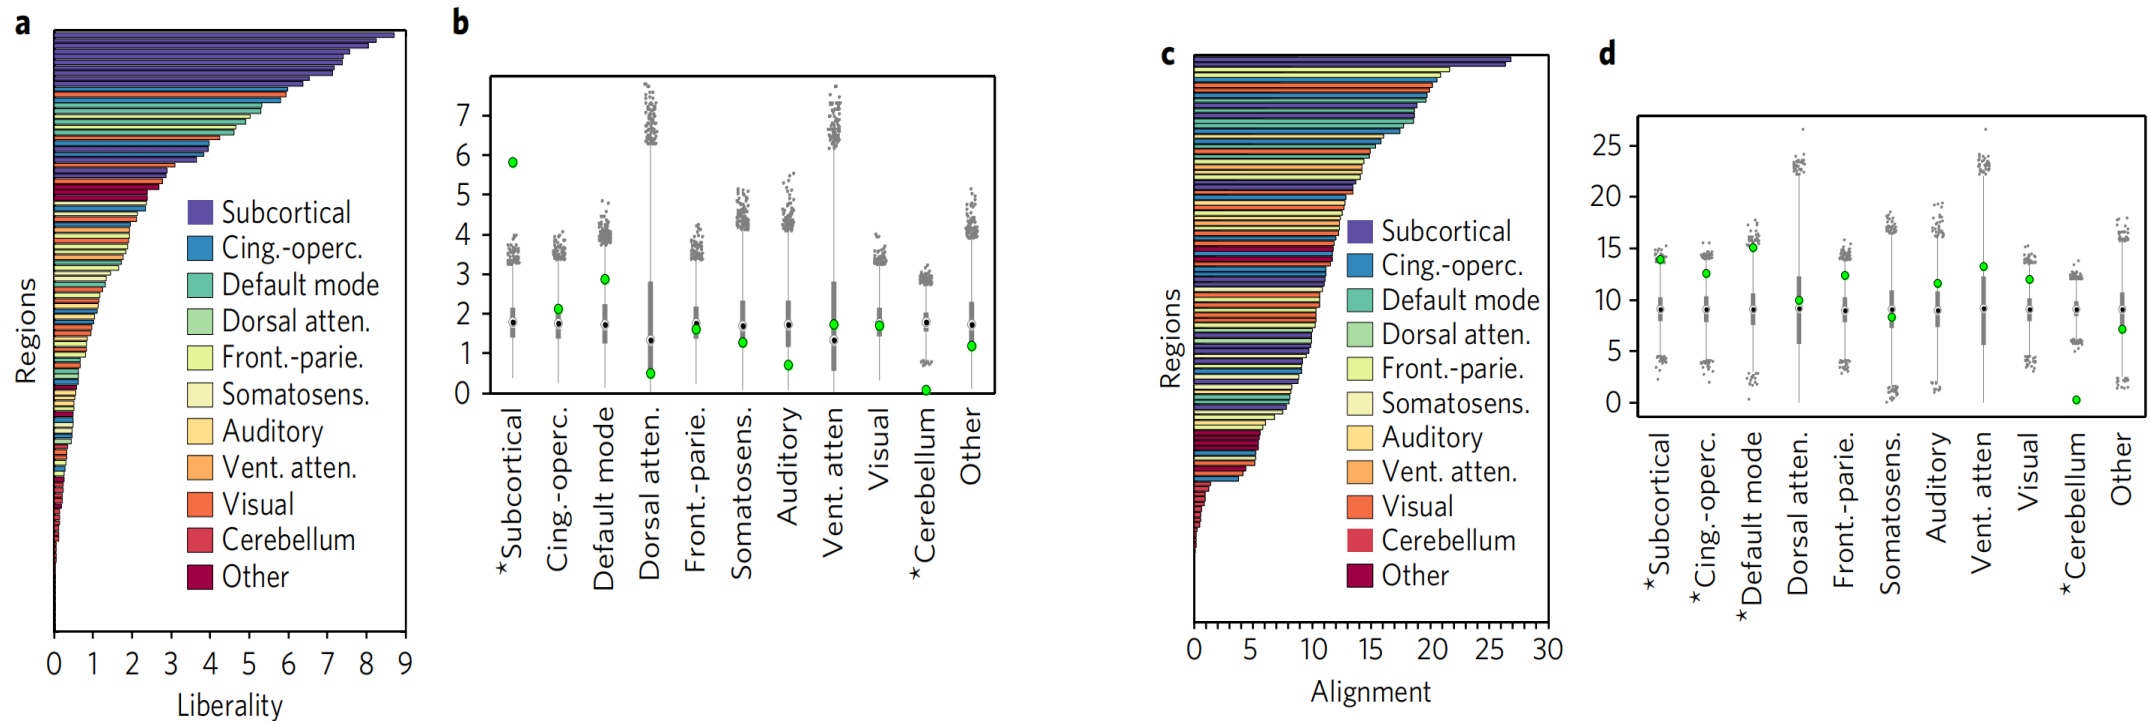 a
Regions
Subcortical
Cing.-operc.
Default mode
Dorsal atten.
Front.-parie.
Somatosens.
Auditory
Vent. atten.
Visual
Cerebellum
Other
0 1 2 3 4 5 6 7 8 9
Liberality
b
7
6
5
4
3
2
1
0
*Subcortical
Cing.-operc.
Default mode
Dorsal atten.
Front.-parie.
Somatosens.
Auditory
Vent. atten
Visual
*Cerebellum
Other
c
Regions
Subcortical
Cing.-operc.
Default mode
Dorsal atten.
Front.-parie.
Somatosens.
Auditory
Vent. atten.
Visual
Cerebellum
Other
0 5 10 15 20 25 30
Alignment
d
25
20
15
10
5
0
*Subcortical
*Cing.-operc.
*Default mode
Dorsal atten.
Front.-parie.
Somatosens.
Auditory
Vent. atten
Visual
*Cerebellum
Other